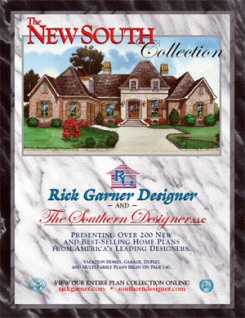 The
New South
Collection
RG
Rick Garner Designer
~ AND ~
The Southern Designer, LLC
Presenting Over 200 New
and Best-Selling Home Plans
From America's Leading Designers.
Vacation Homes, Garage, Duplex
and Multi-Family Plans Begin On Page 140.
View Our Entire Plan Collection Online!
rickgarner.com • southerndesigner.com